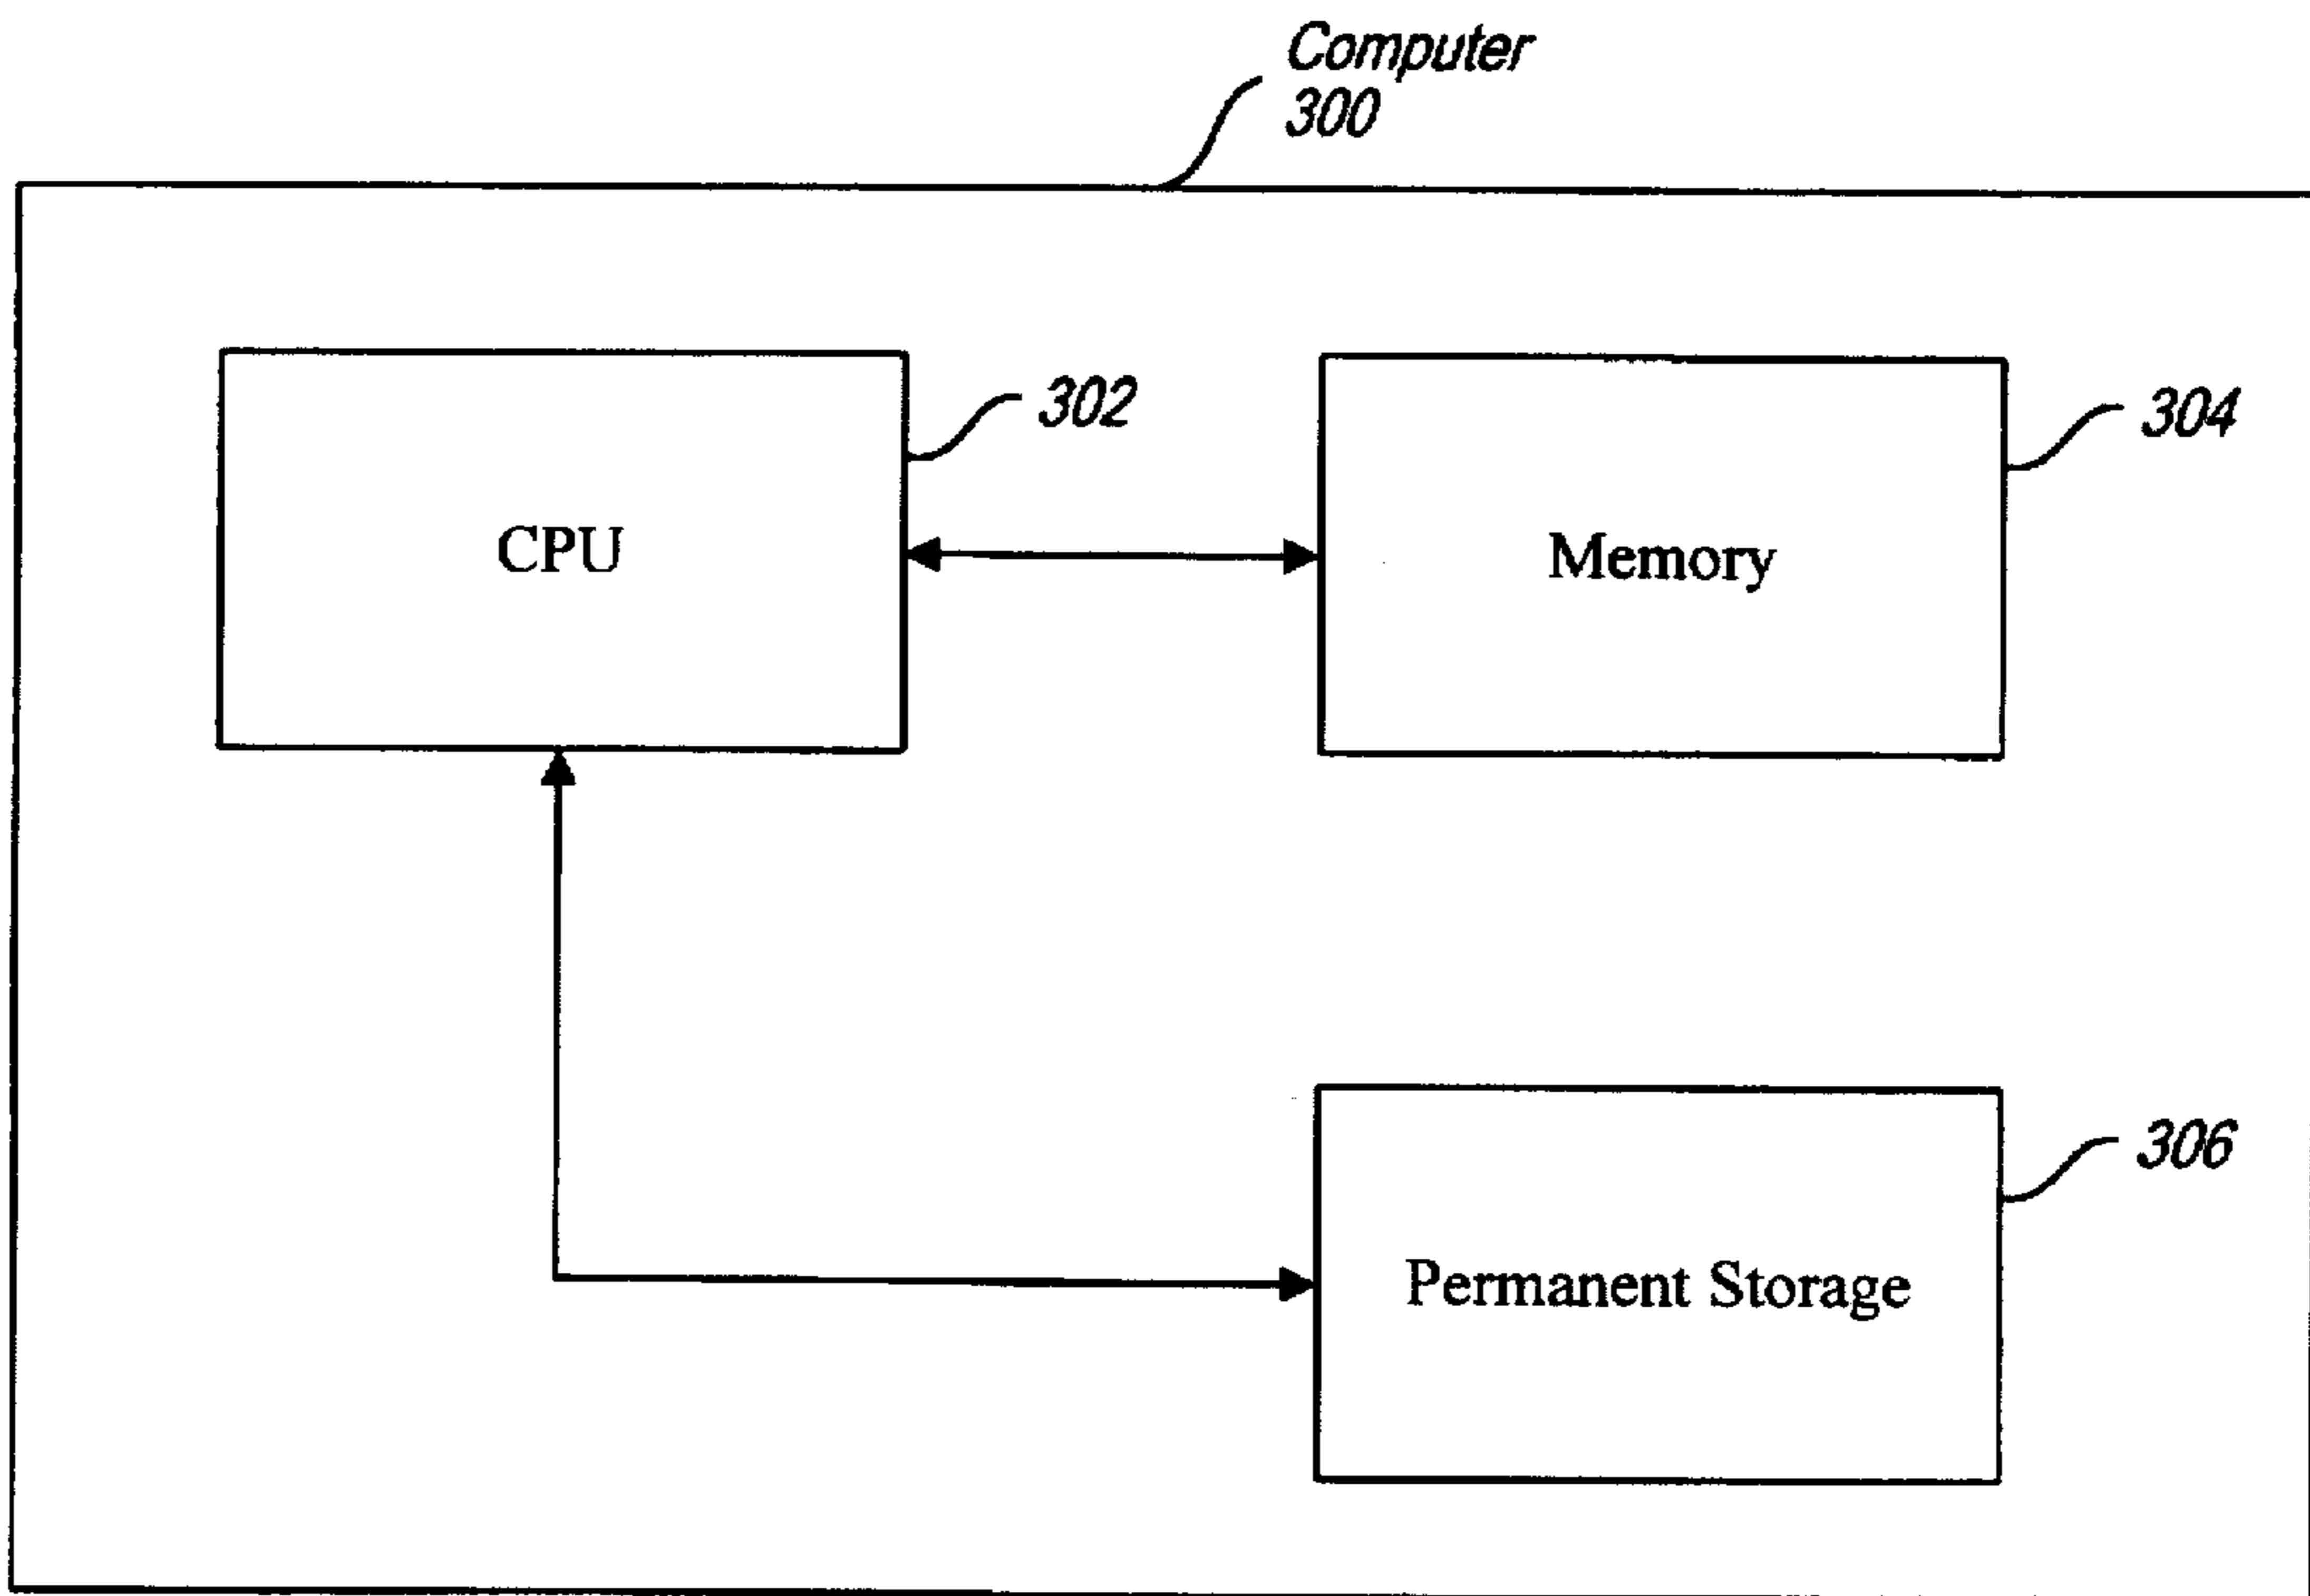 Computer
300
302
304
CPU
Memory
306
Permanent Storage